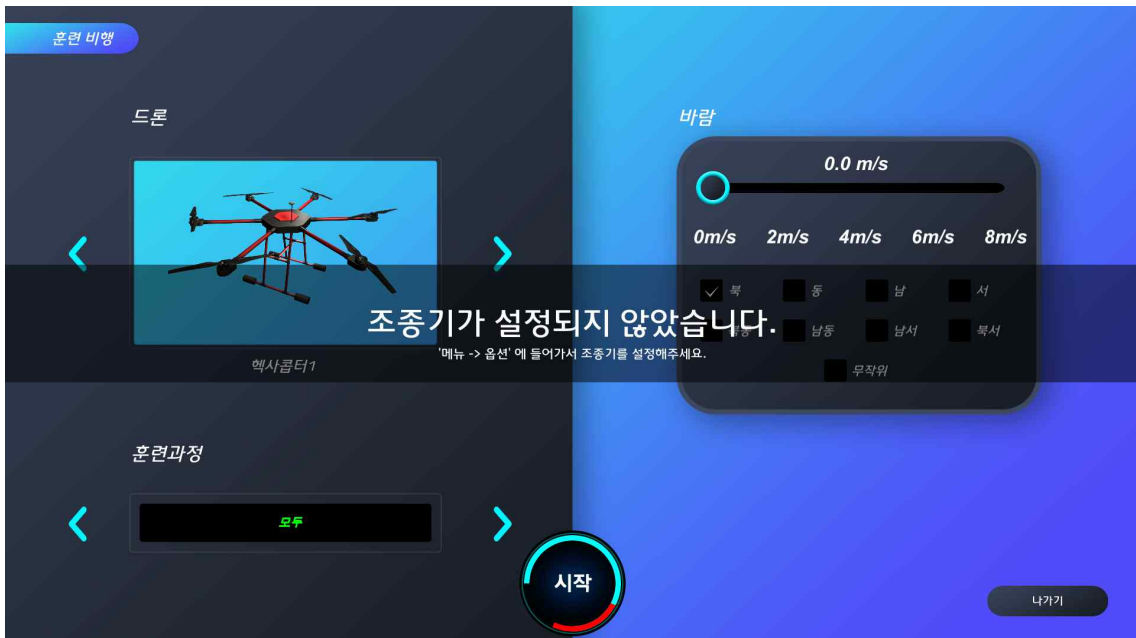 훈련 비행
드론
헥사콥터1
훈련과정
모두
시작
바람
0.0 m/s
0m/s 2m/s 4m/s 6m/s 8m/s
북 동 남 서
북동 남동 남서 북서
무작위
조종기가 설정되지 않았습니다.
'메뉴 -> 옵션' 에 들어가서 조종기를 설정해주세요.
나가기